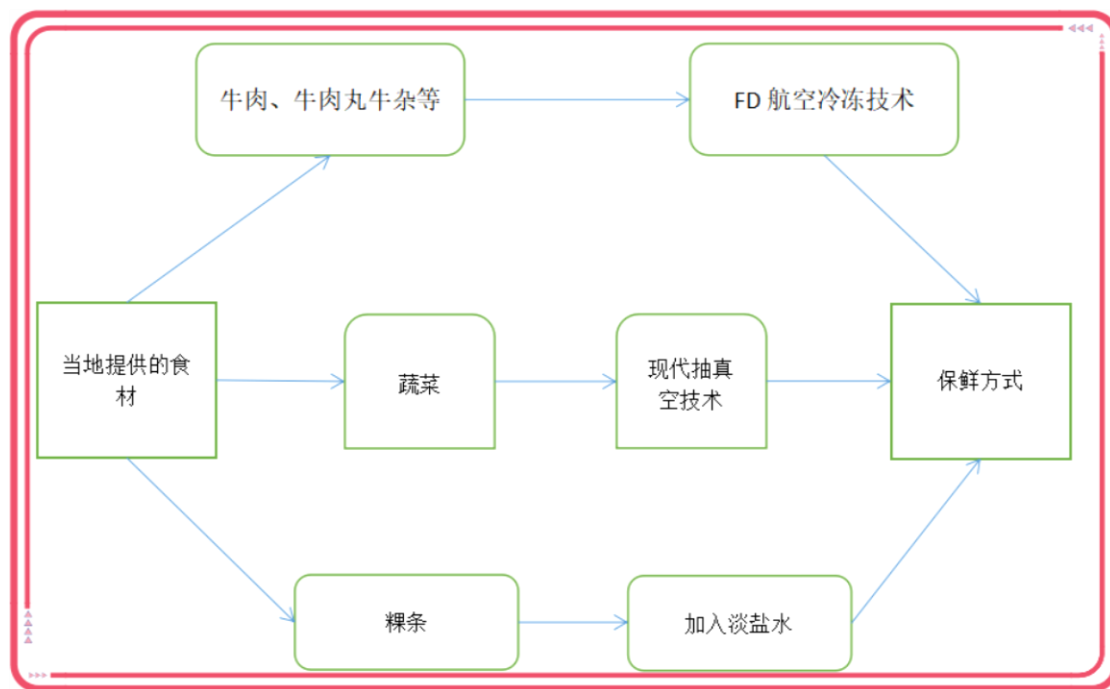 牛肉、牛肉丸牛杂等
FD 航空冷冻技术
当地提供的食
材
蔬菜
现代抽真
空技术
保鲜方式
粿条
加入淡盐水